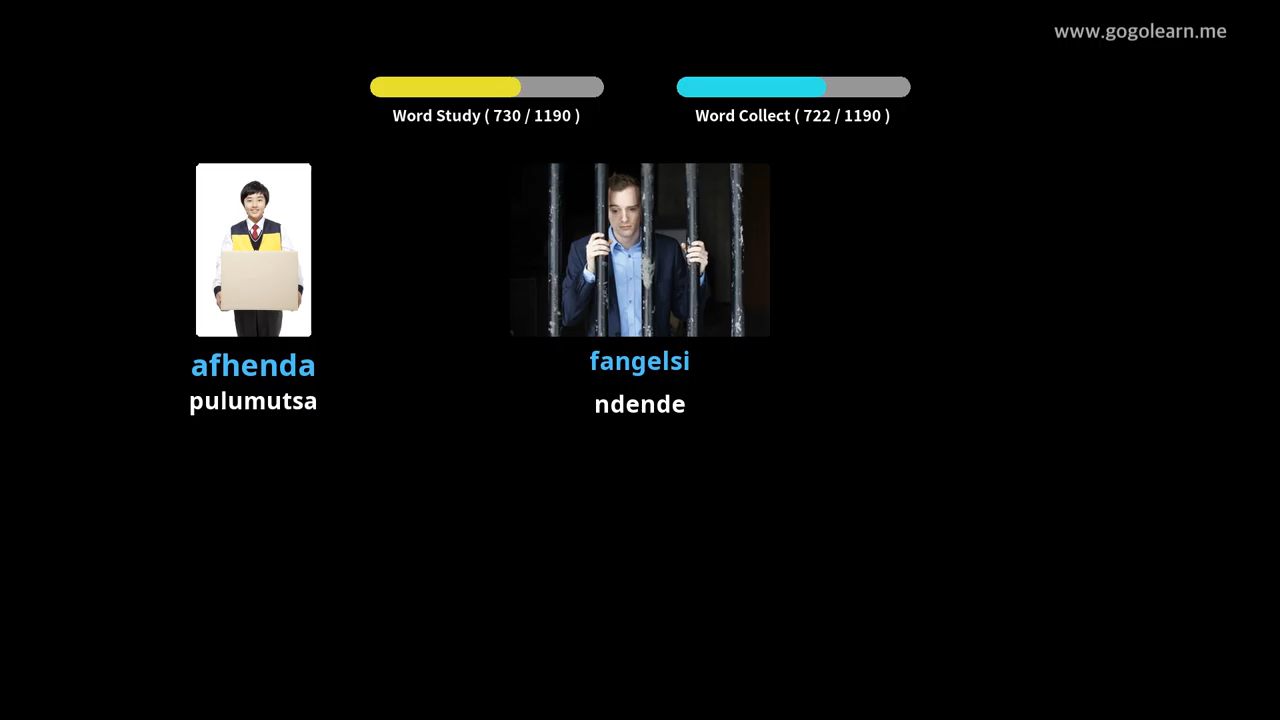 www.gogolearn.me
Word Study ( 730 / 1190 )
Word Collect ( 722 / 1190 )
afhenda
pulumutsa
fangelsi
ndende